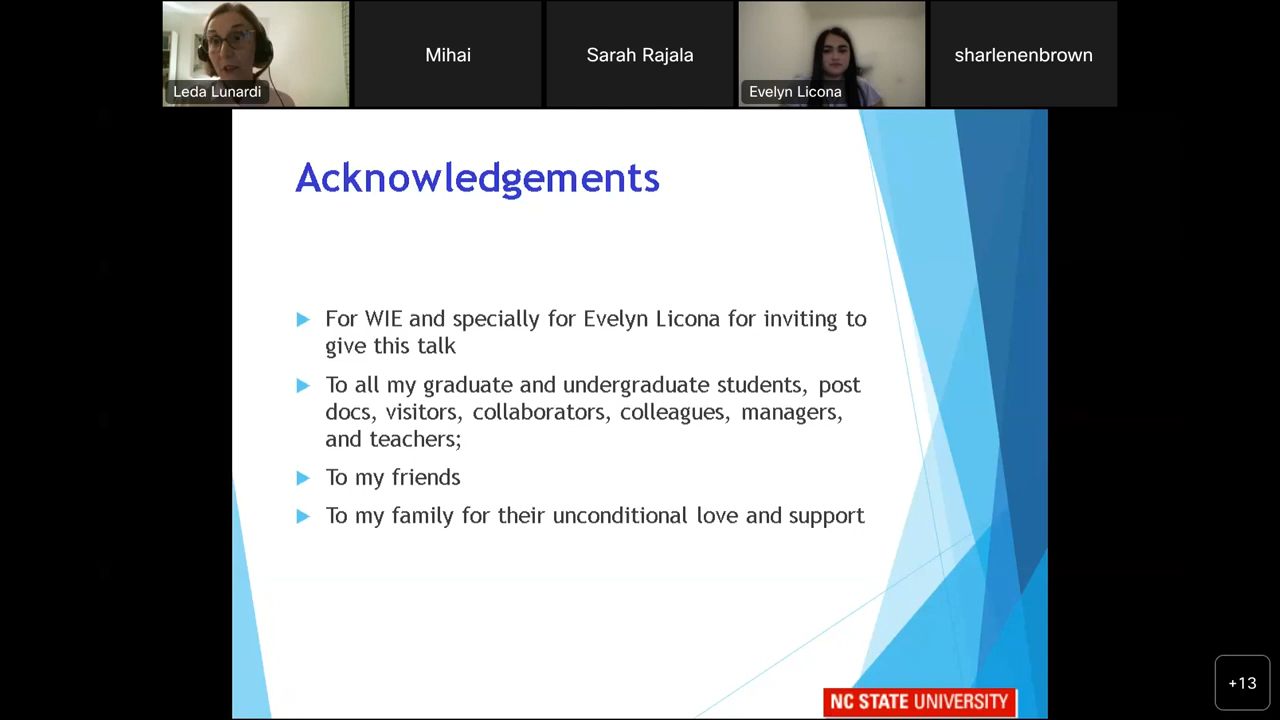 Leda Lunardi
Mihai
Sarah Rajala
Evelyn Licona
sharlenenbrown
Acknowledgements
For WIE and specially for Evelyn Licona for inviting to
give this talk
To all my graduate and undergraduate students, post
docs, visitors, collaborators, colleagues, managers,
and teachers;
To my friends
To my family for their unconditional love and support
NC STATE UNIVERSITY
+13